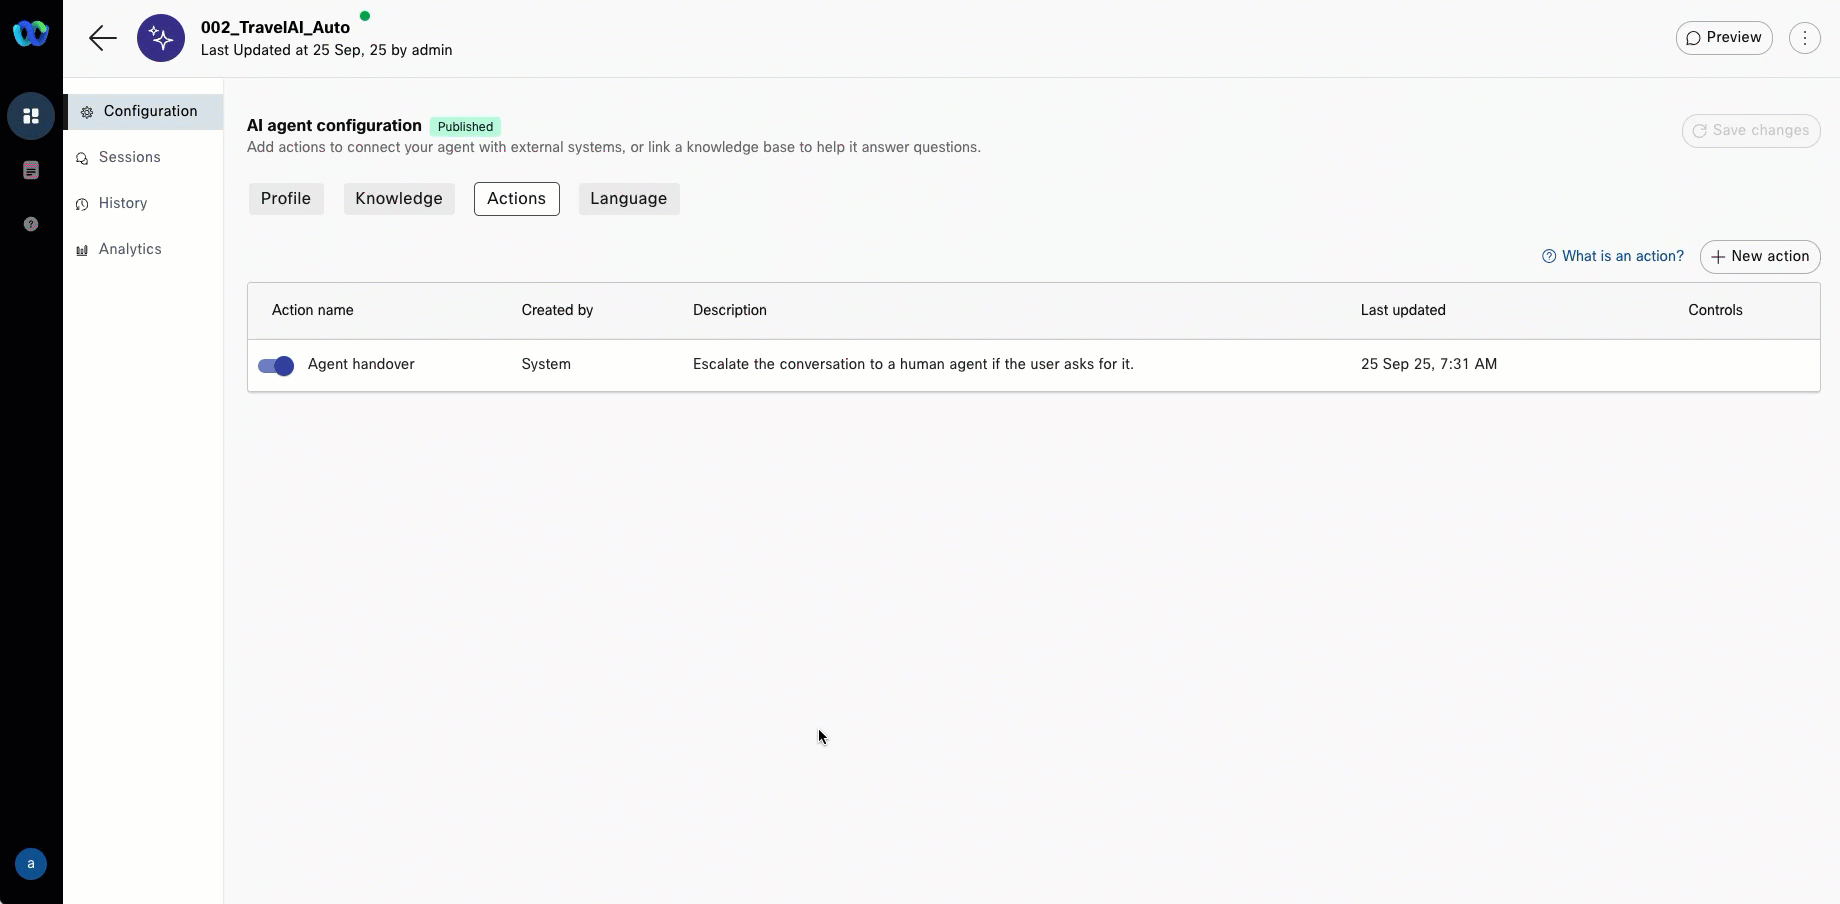 002_TravelAI_Auto
Last Updated at 25 Sep, 25 by admin
Preview
Configuration
Sessions
History
Analytics
AI agent configuration Published
Add actions to connect your agent with external systems, or link a knowledge base to help it answer questions.
Save changes
Profile Knowledge Actions Language
What is an action? New action
Action name Created by Description Last updated Controls
Agent handover System Escalate the conversation to a human agent if the user asks for it. 25 Sep 25, 7:31 AM
a